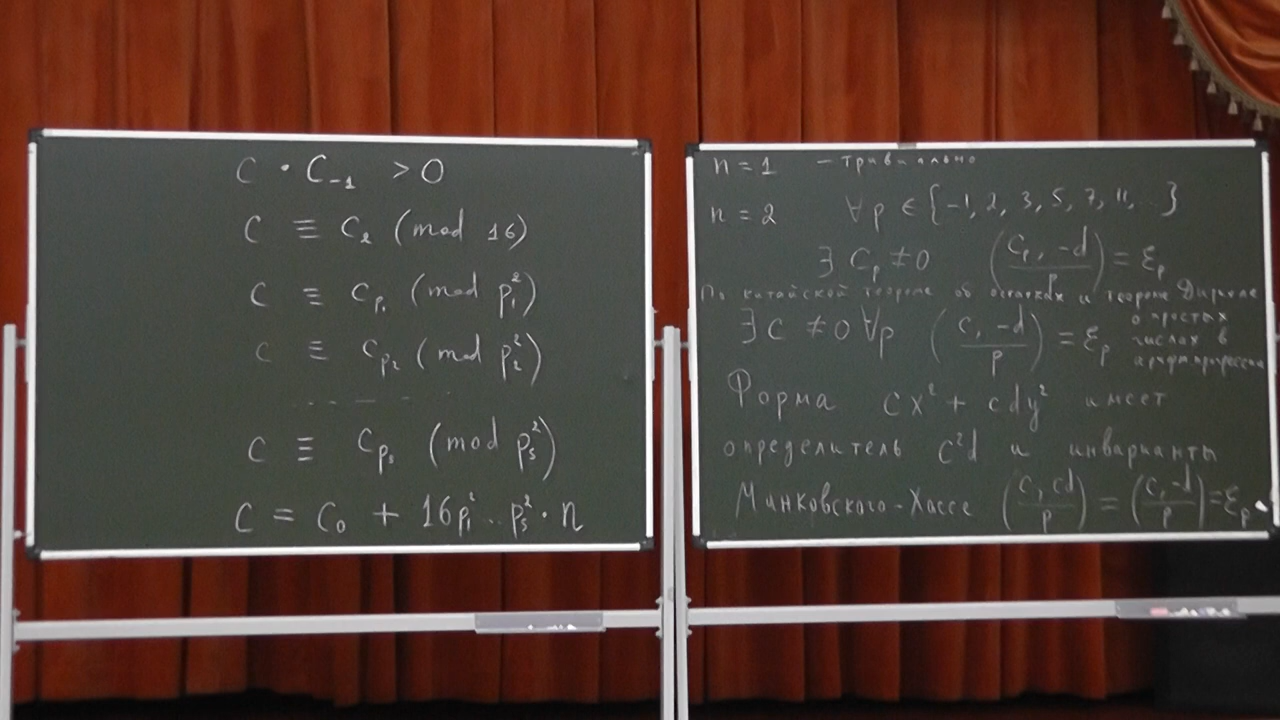 C · C₋₁ > 0
C ≡ C₂ (mod 16)
C ≡ C_{p₁} (mod p₁²)
C ≡ C_{p₂} (mod p₂²)
. . . – . . .
C ≡ C_{pₛ} (mod pₛ²)
C = C₀ + 16p₁² .. pₛ² · n
n = 1 – тривиально
n = 2 ∀p ∈ {-1, 2, 3, 5, 7, 11, ...}
∃ C_p ≠ 0 (C_p, -d / p) = ε_p
По китайской теореме об остатках и теореме Дирихле
о простых
числах в
∃ C ≠ 0 ∀p (C, -d / p) = ε_p
Форма Cx² + cdy² имеет
определитель c²d и инварианты
Минковского-Хассе (C, cd / p) = (C, -d / p) = ε_p